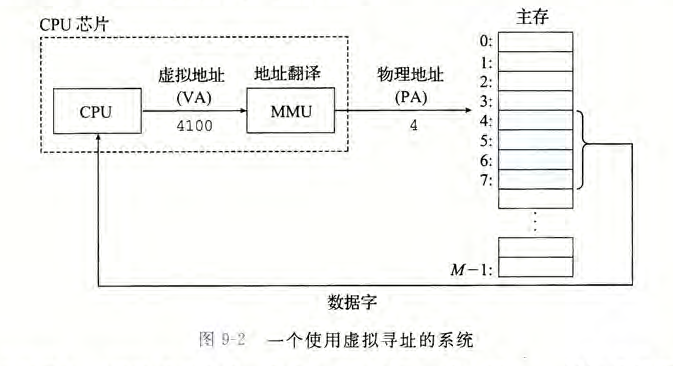 CPU 芯片
主存
虚拟地址
(VA)
4100
地址翻译
物理地址
(PA)
4
CPU
MMU
0:
1:
2:
3:
4:
5:
6:
7:
⋮
⋮
M−1:
数据字
图 9-2 一个使用虚拟寻址的系统